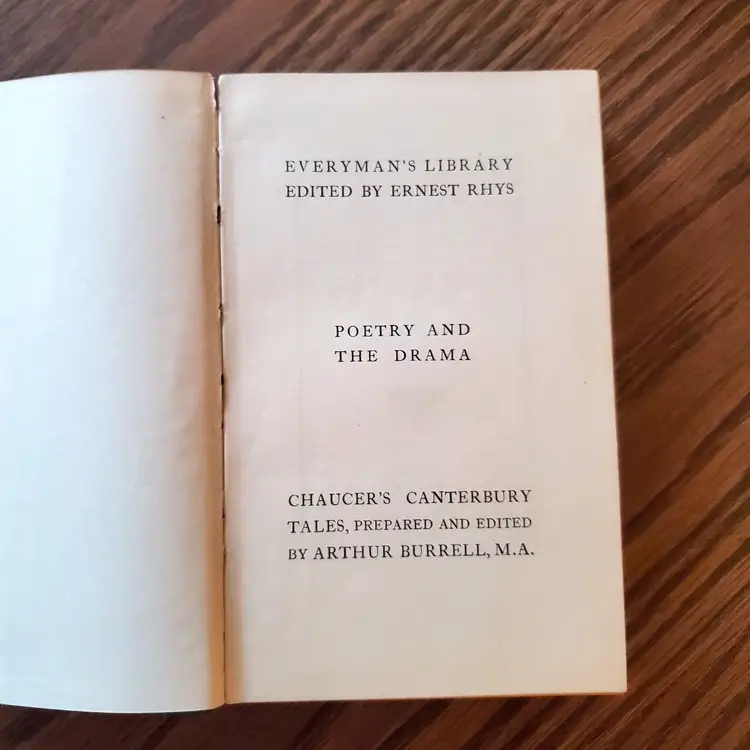 EVERYMAN'S LIBRARY
EDITED BY ERNEST RHYS
POETRY AND
THE DRAMA
CHAUCER'S CANTERBURY
TALES, PREPARED AND EDITED
BY ARTHUR BURRELL, M.A.